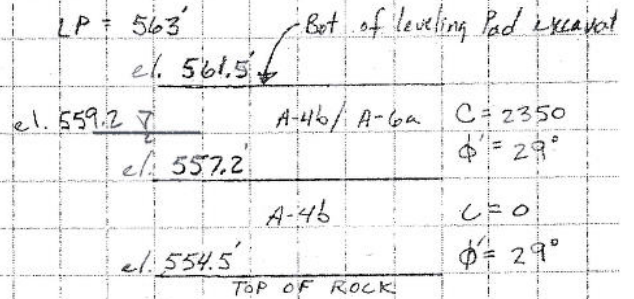 LP = 563'
Bot of leveling Pad excavat
el. 561.5'
el. 559.2
A-4b/A-6a C = 2350
ϕ' = 29°
el. 557.2'
A-4b C = 0
ϕ' = 29°
el. 554.5'
TOP OF ROCK